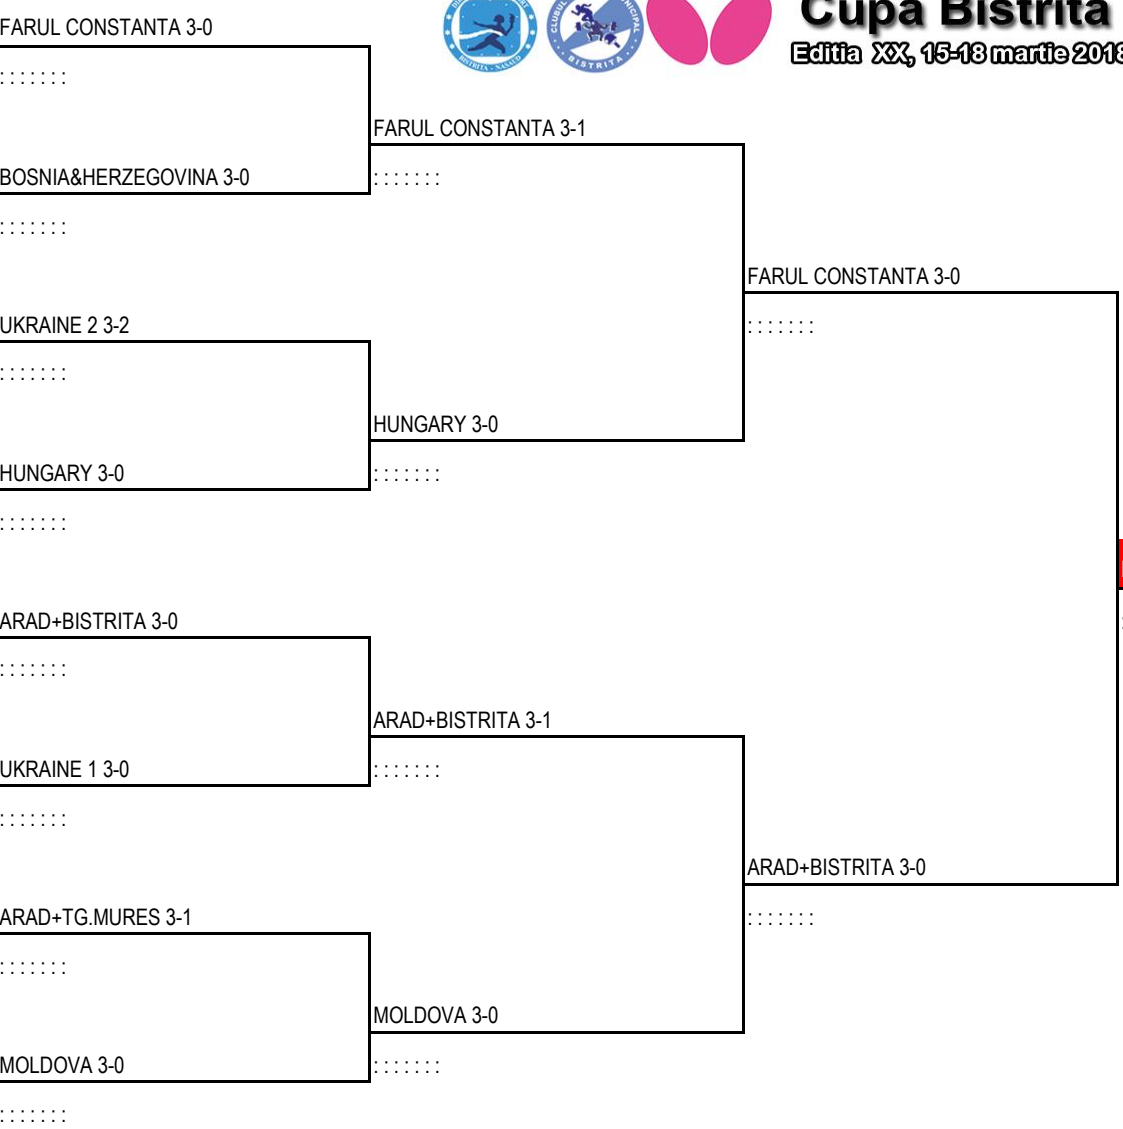 Cupa Bistrita
Editia XX, 15-18 martie 2018
FARUL CONSTANTA 3-0
: : : : : : :
FARUL CONSTANTA 3-1
BOSNIA&HERZEGOVINA 3-0
: : : : : : :
: : : : : : :
FARUL CONSTANTA 3-0
UKRAINE 2 3-2
: : : : : : :
: : : : : : :
HUNGARY 3-0
HUNGARY 3-0
: : : : : : :
: : : : : : :
ARAD+BISTRITA 3-0
: : : : : : :
ARAD+BISTRITA 3-1
UKRAINE 1 3-0
: : : : : : :
: : : : : : :
ARAD+BISTRITA 3-0
ARAD+TG.MURES 3-1
: : : : : : :
: : : : : : :
MOLDOVA 3-0
MOLDOVA 3-0
: : : : : : :
: : : : : : :